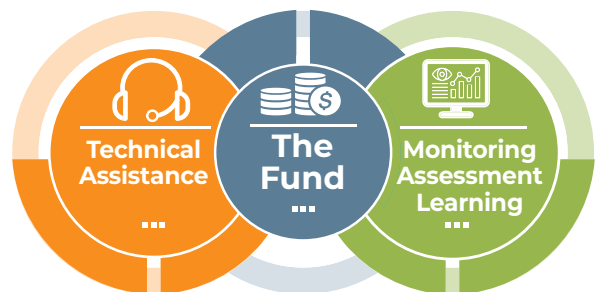 Technical
Assistance
$
The
Fund
Monitoring
Assessment
Learning